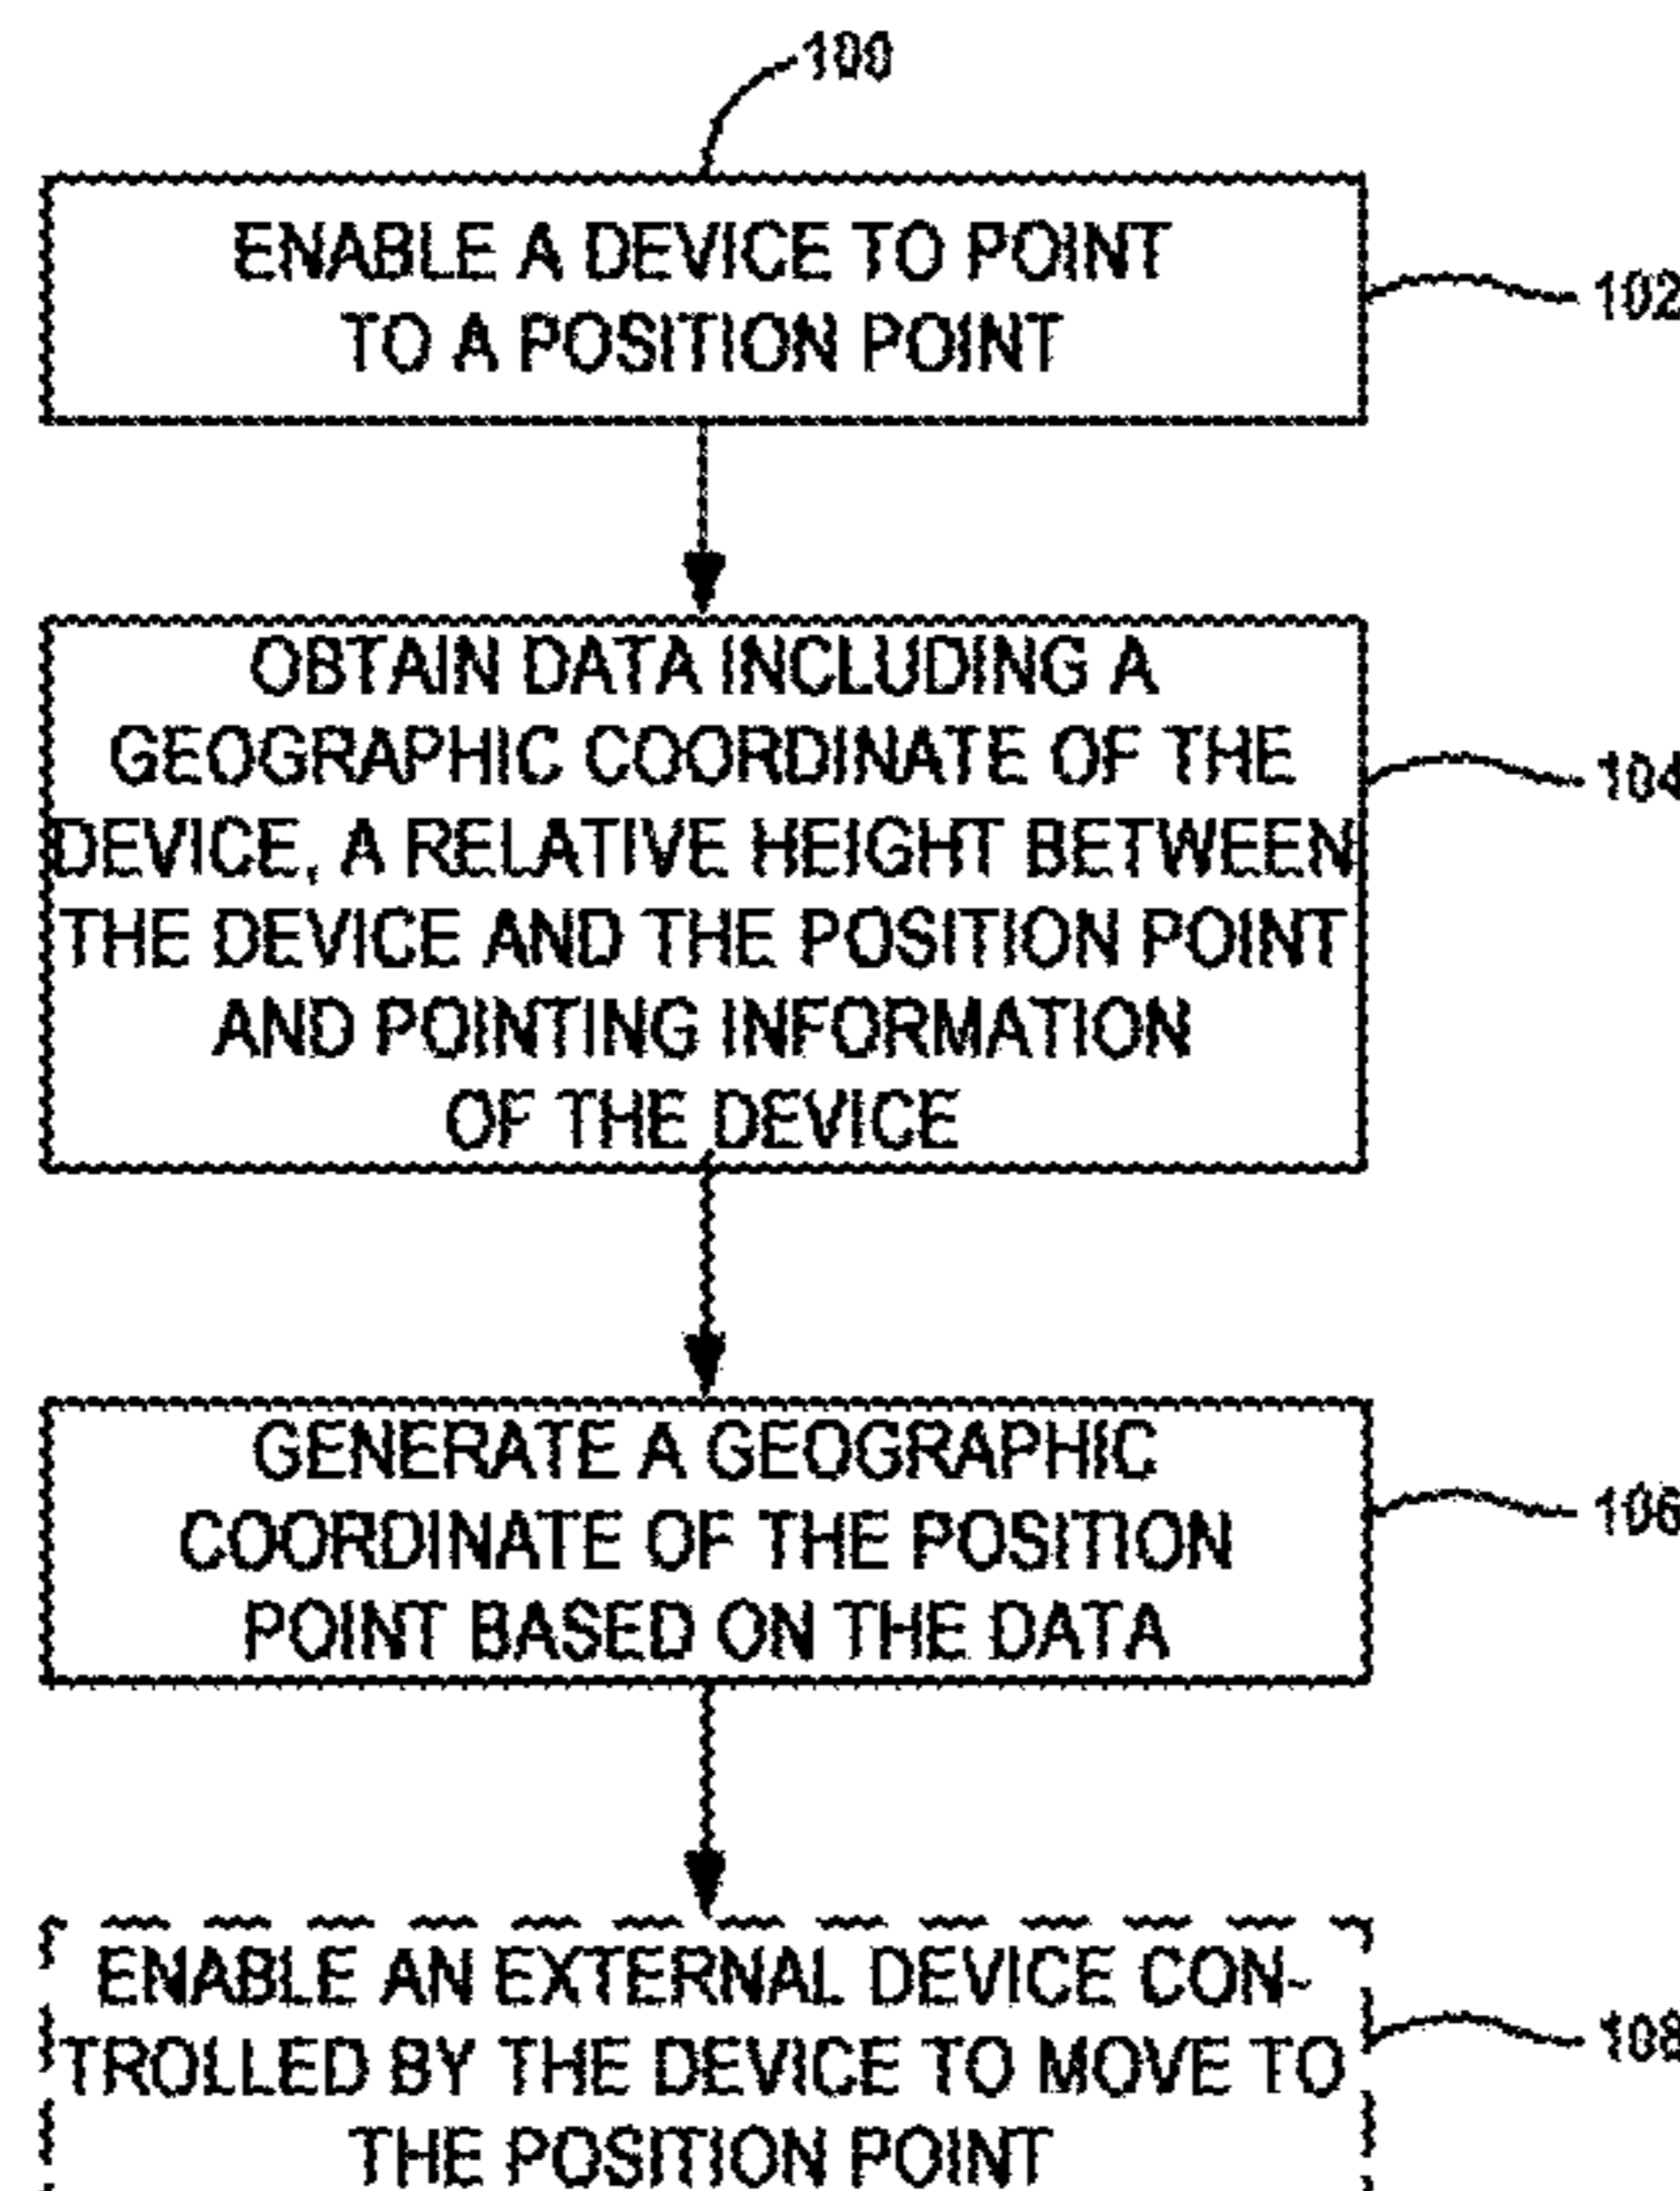 100
ENABLE A DEVICE TO POINT
TO A POSITION POINT
102
OBTAIN DATA INCLUDING A
GEOGRAPHIC COORDINATE OF THE
DEVICE, A RELATIVE HEIGHT BETWEEN
THE DEVICE AND THE POSITION POINT
AND POINTING INFORMATION
OF THE DEVICE
104
GENERATE A GEOGRAPHIC
COORDINATE OF THE POSITION
POINT BASED ON THE DATA
106
ENABLE AN EXTERNAL DEVICE CON-
TROLLED BY THE DEVICE TO MOVE TO
THE POSITION POINT
108